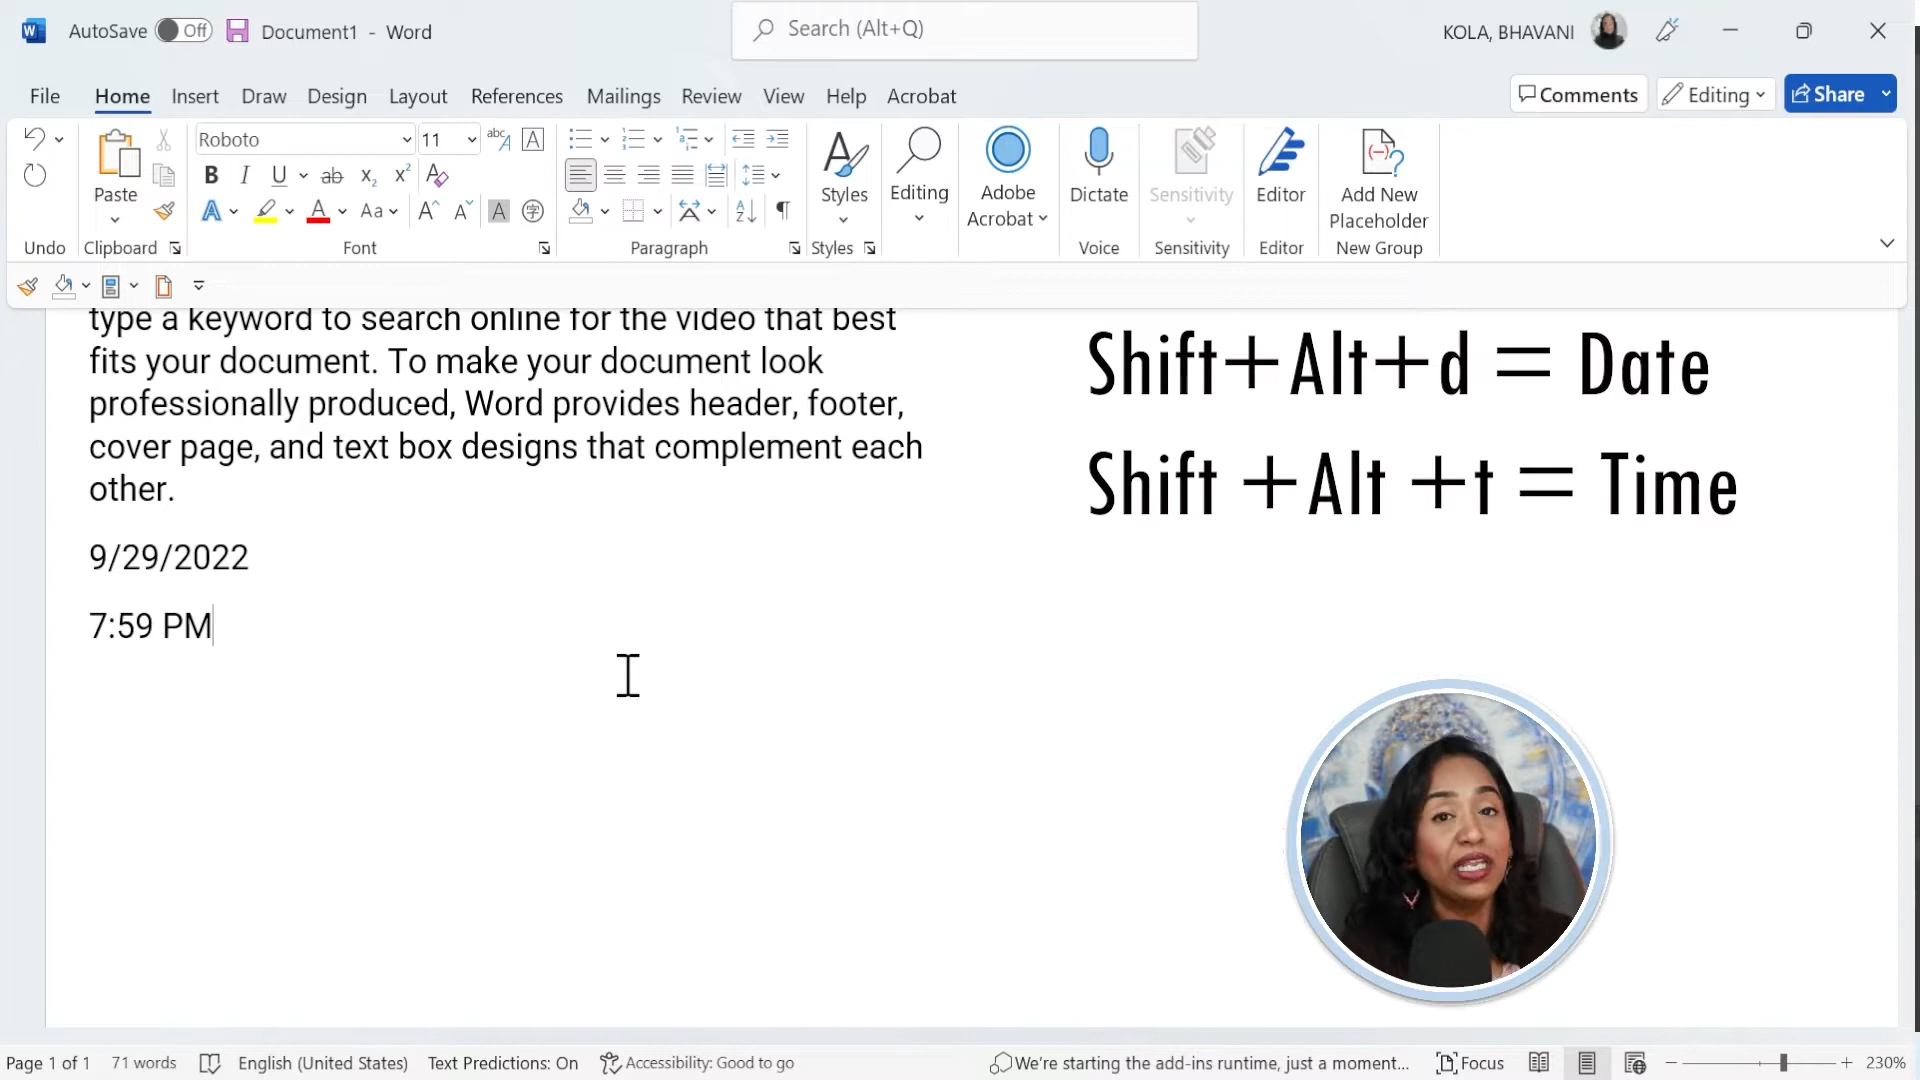 AutoSave Off Document1 - Word Search (Alt+Q) KOLA, BHAVANI
File Home Insert Draw Design Layout References Mailings Review View Help Acrobat Comments Editing Share
Roboto 11
Paste Styles Editing Adobe Acrobat Dictate Sensitivity Editor Add New Placeholder
Undo Clipboard Font Paragraph Styles Voice Sensitivity Editor New Group
type a keyword to search online for the video that best
fits your document. To make your document look
professionally produced, Word provides header, footer,
cover page, and text box designs that complement each
other.
9/29/2022
7:59 PM
Shift+Alt+d = Date
Shift +Alt +t = Time
Page 1 of 1 71 words English (United States) Text Predictions: On Accessibility: Good to go We're starting the add-ins runtime, just a moment... Focus 230%